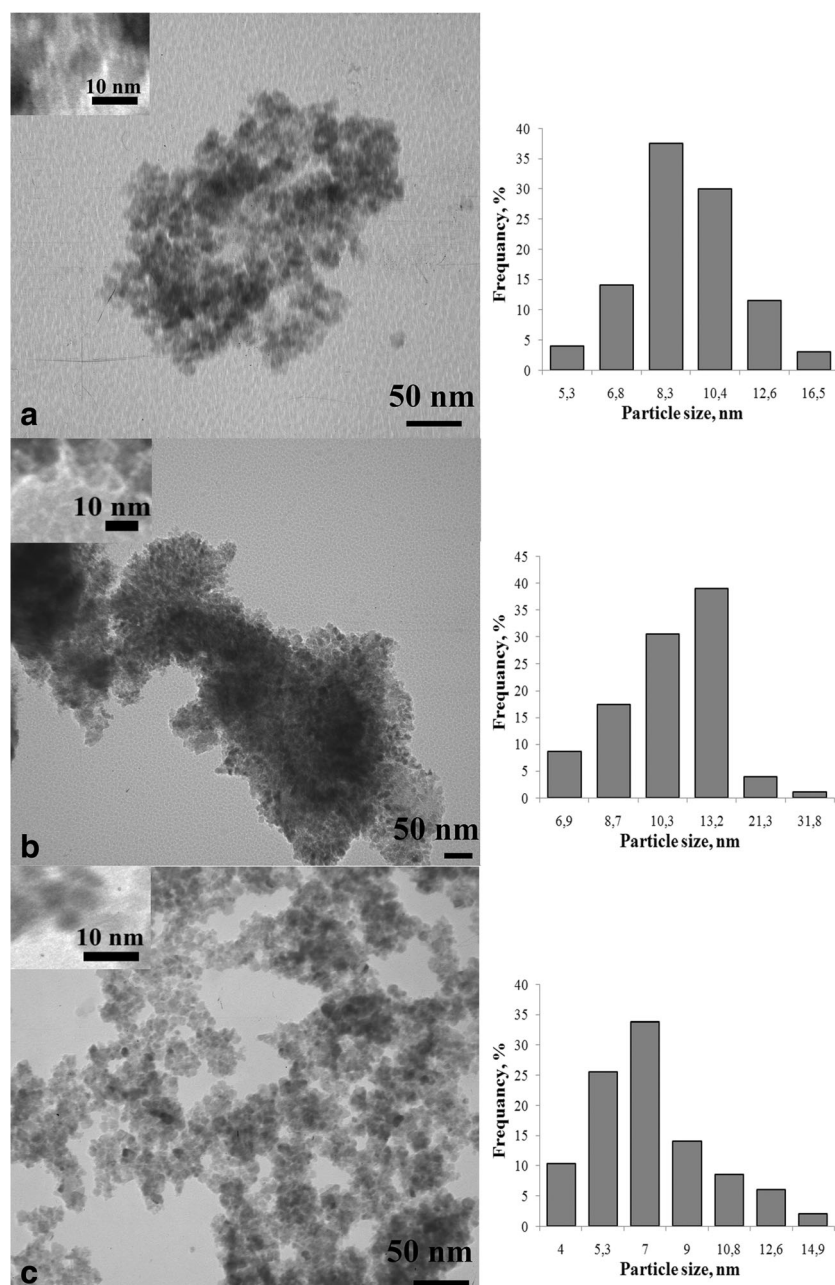 10 nm
50 nm
a
40
35
30
25
20
15
10
5
0
Frequancy, %
5,3 6,8 8,3 10,4 12,6 16,5
Particle size, nm
10 nm
50 nm
b
45
40
35
30
25
20
15
10
5
0
Frequancy, %
6,9 8,7 10,3 13,2 21,3 31,8
Particle size, nm
10 nm
50 nm
c
40
35
30
25
20
15
10
5
0
Frequancy, %
4 5,3 7 9 10,8 12,6 14,9
Particle size, nm